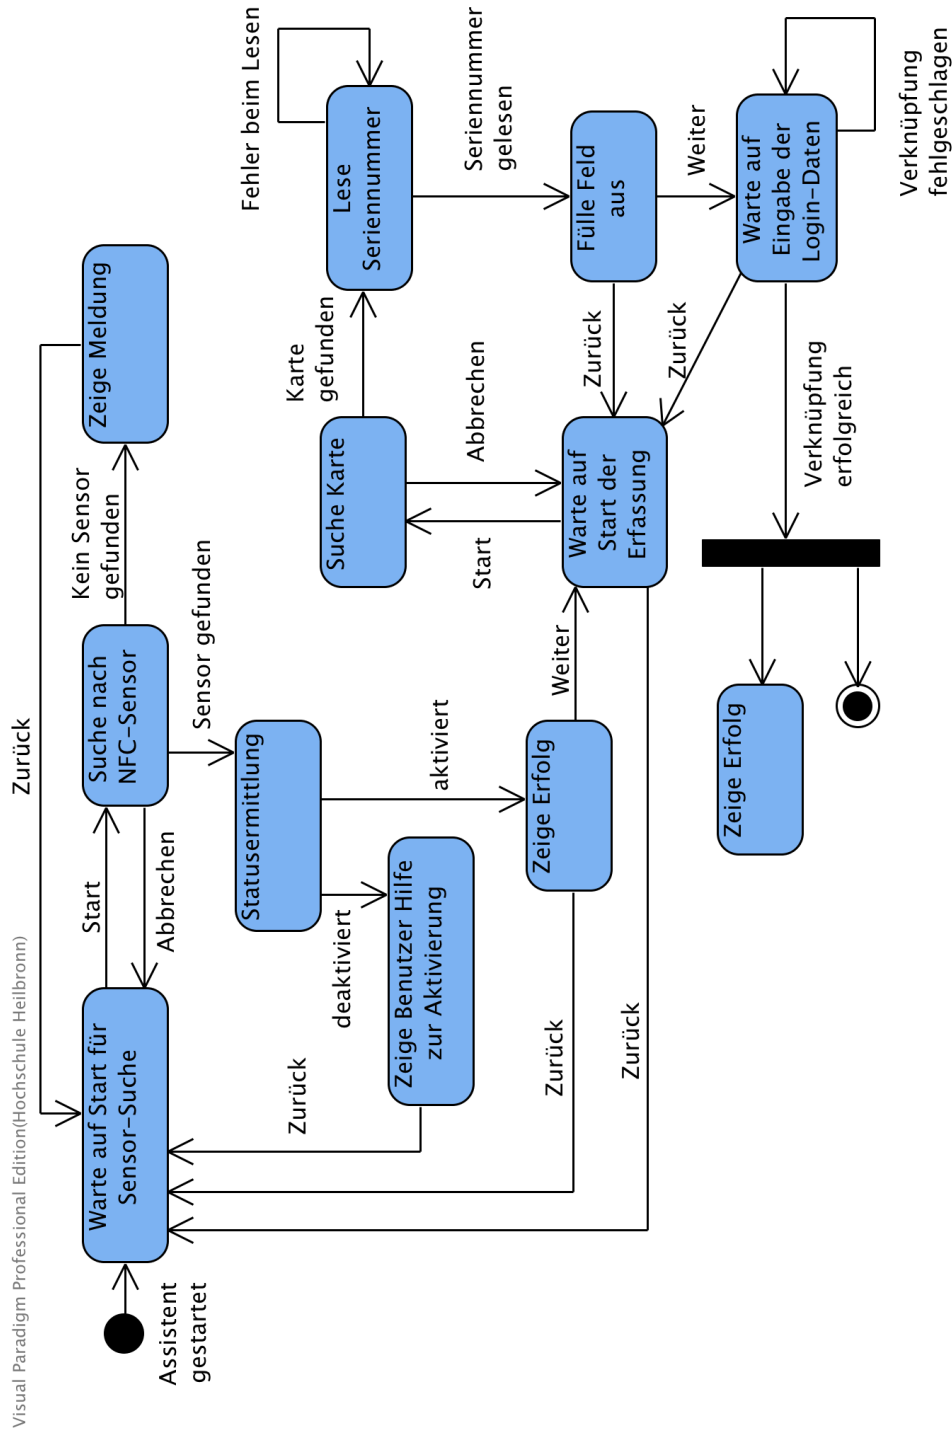 Visual Paradigm Professional Edition(Hochschule Heilbronn)
Zurück
Assistent
gestartet
Warte auf Start für
Sensor-Suche
Start
Abbrechen
Suche nach
NFC-Sensor
Kein Sensor
gefunden
Zeige Meldung
Sensor gefunden
Statusermittlung
deaktiviert
Zeige Benutzer Hilfe
zur Aktivierung
Zurück
aktiviert
Zeige Erfolg
Zurück
Weiter
Zurück
Warte auf
Start der
Erfassung
Start
Abbrechen
Suche Karte
Karte
gefunden
Lese
Seriennummer
Fehler beim Lesen
Seriennummer
gelesen
Fülle Feld
aus
Zurück
Weiter
Zurück
Warte auf
Eingabe der
Login-Daten
Verknüpfung
fehlgeschlagen
Verknüpfung
erfolgreich
Zeige Erfolg